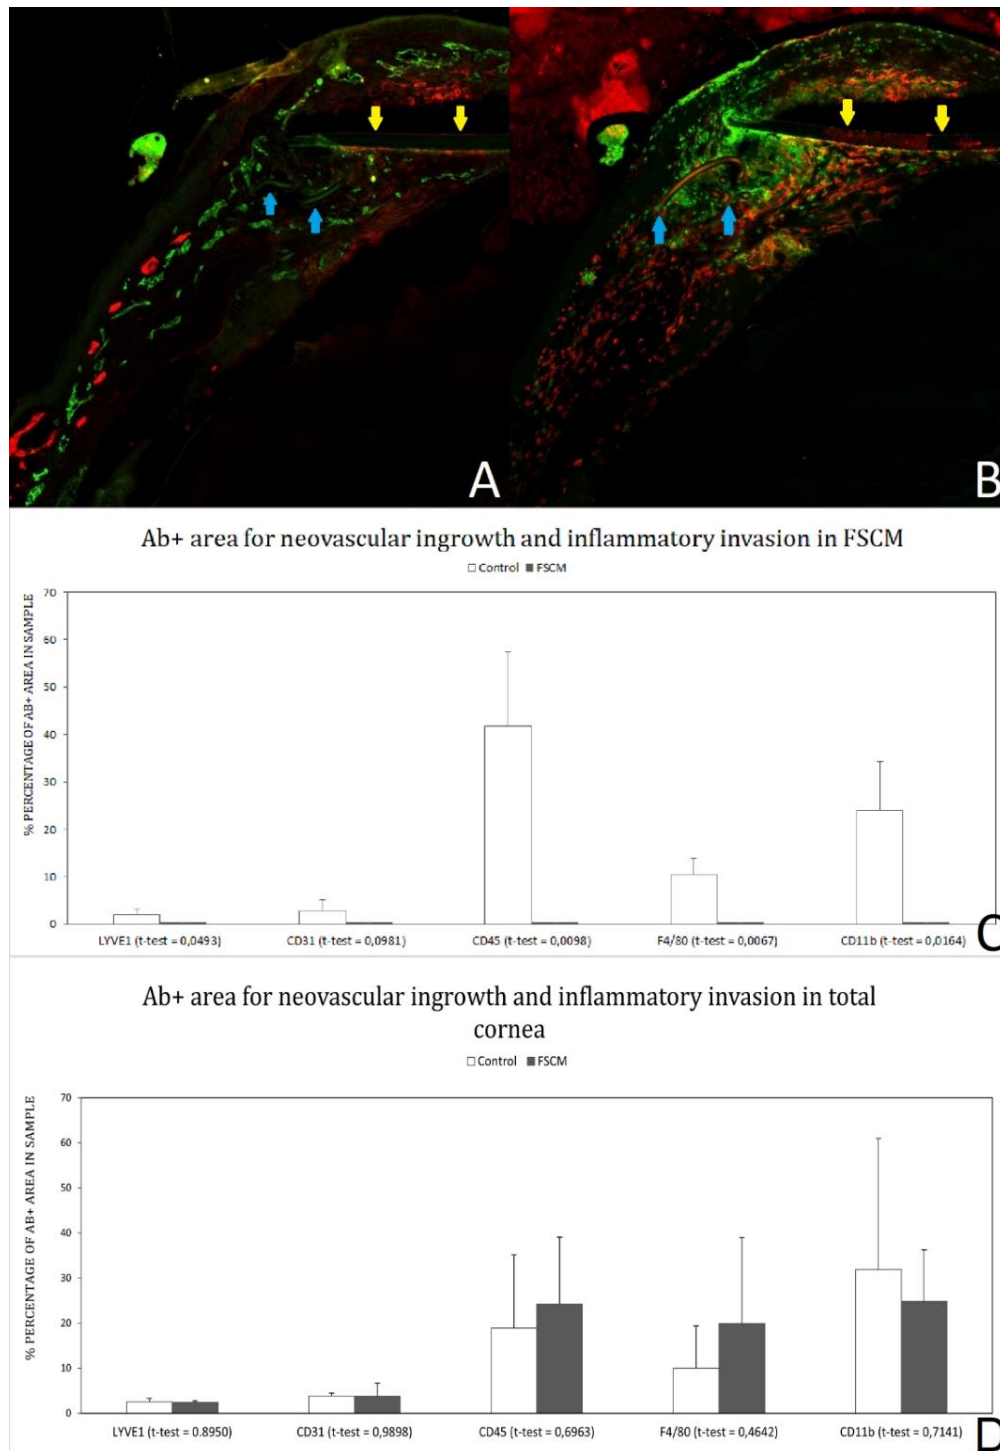 A
B
Ab+ area for neovascular ingrowth and inflammatory invasion in FSCM
Control FSCM
% PERCENTAGE OF AB+ AREA IN SAMPLE
70
60
50
40
30
20
10
0
LYVE1 (t-test = 0,0493) CD31 (t-test = 0,0981) CD45 (t-test = 0,0098) F4/80 (t-test = 0,0067) CD11b (t-test = 0,0164)
C
Ab+ area for neovascular ingrowth and inflammatory invasion in total
cornea
Control FSCM
% PERCENTAGE OF AB+ AREA IN SAMPLE
70
60
50
40
30
20
10
0
LYVE1 (t-test = 0.8950) CD31 (t-test = 0,9898) CD45 (t-test = 0,6963) F4/80 (t-test = 0,4642) CD11b (t-test = 0,7141)
D